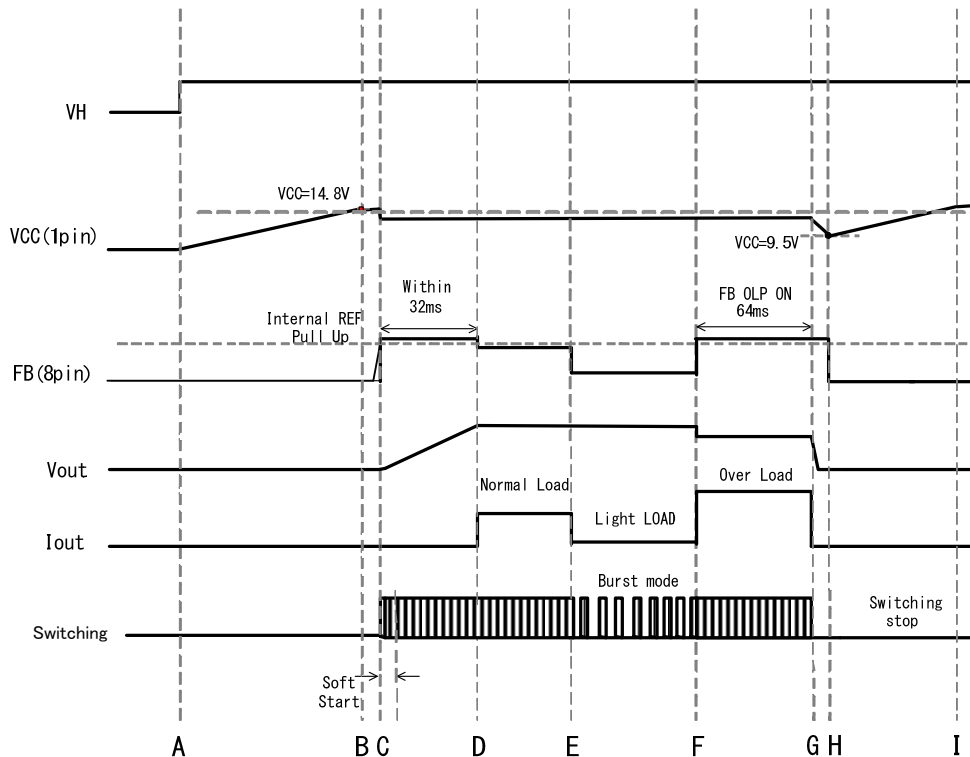 VH
VCC=14.8V
VCC(1pin)
VCC=9.5V
Within
32ms
FB OLP ON
64ms
Internal REF
Pull Up
FB(8pin)
Vout
Normal Load
Over Load
Light LOAD
Iout
Burst mode
Switching
Switching
stop
Soft
Start
A B C D E F G H I